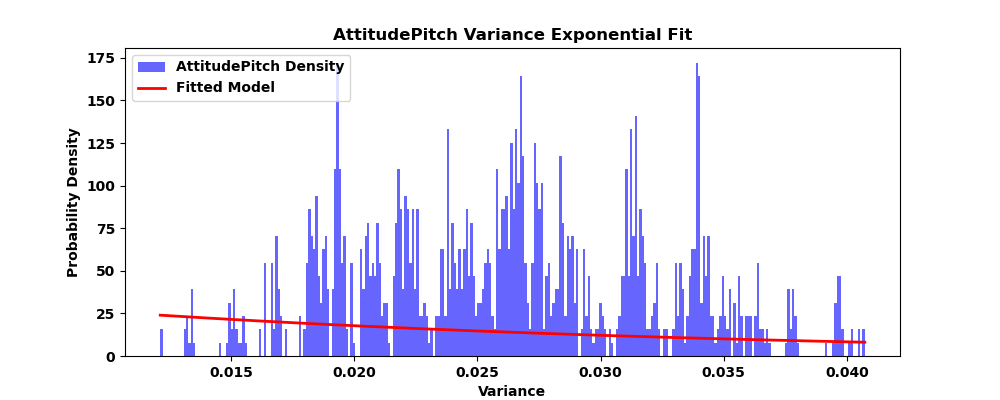 AttitudePitch Variance Exponential Fit
AttitudePitch Density
Fitted Model
Probability Density
175
150
125
100
75
50
25
0
0.015 0.020 0.025 0.030 0.035 0.040
Variance